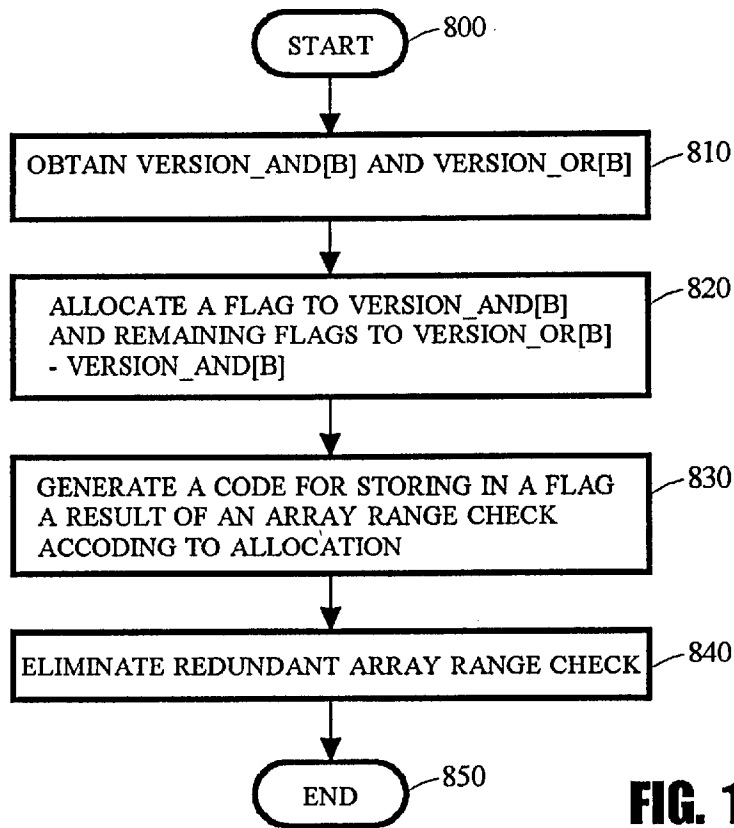 START
800
OBTAIN VERSION_AND[B] AND VERSION_OR[B]
810
ALLOCATE A FLAG TO VERSION_AND[B]
AND REMAINING FLAGS TO VERSION_OR[B]
- VERSION_AND[B]
820
GENERATE A CODE FOR STORING IN A FLAG
A RESULT OF AN ARRAY RANGE CHECK
ACCODING TO ALLOCATION
830
ELIMINATE REDUNDANT ARRAY RANGE CHECK
840
END
850
FIG. 1